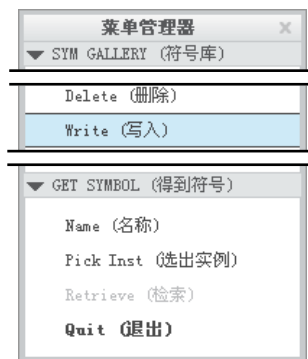 菜单管理器
SYM GALLERY (符号库)
Delete (删除)
Write (写入)
GET SYMBOL (得到符号)
Name (名称)
Pick Inst (选出实例)
Retrieve (检索)
Quit (退出)